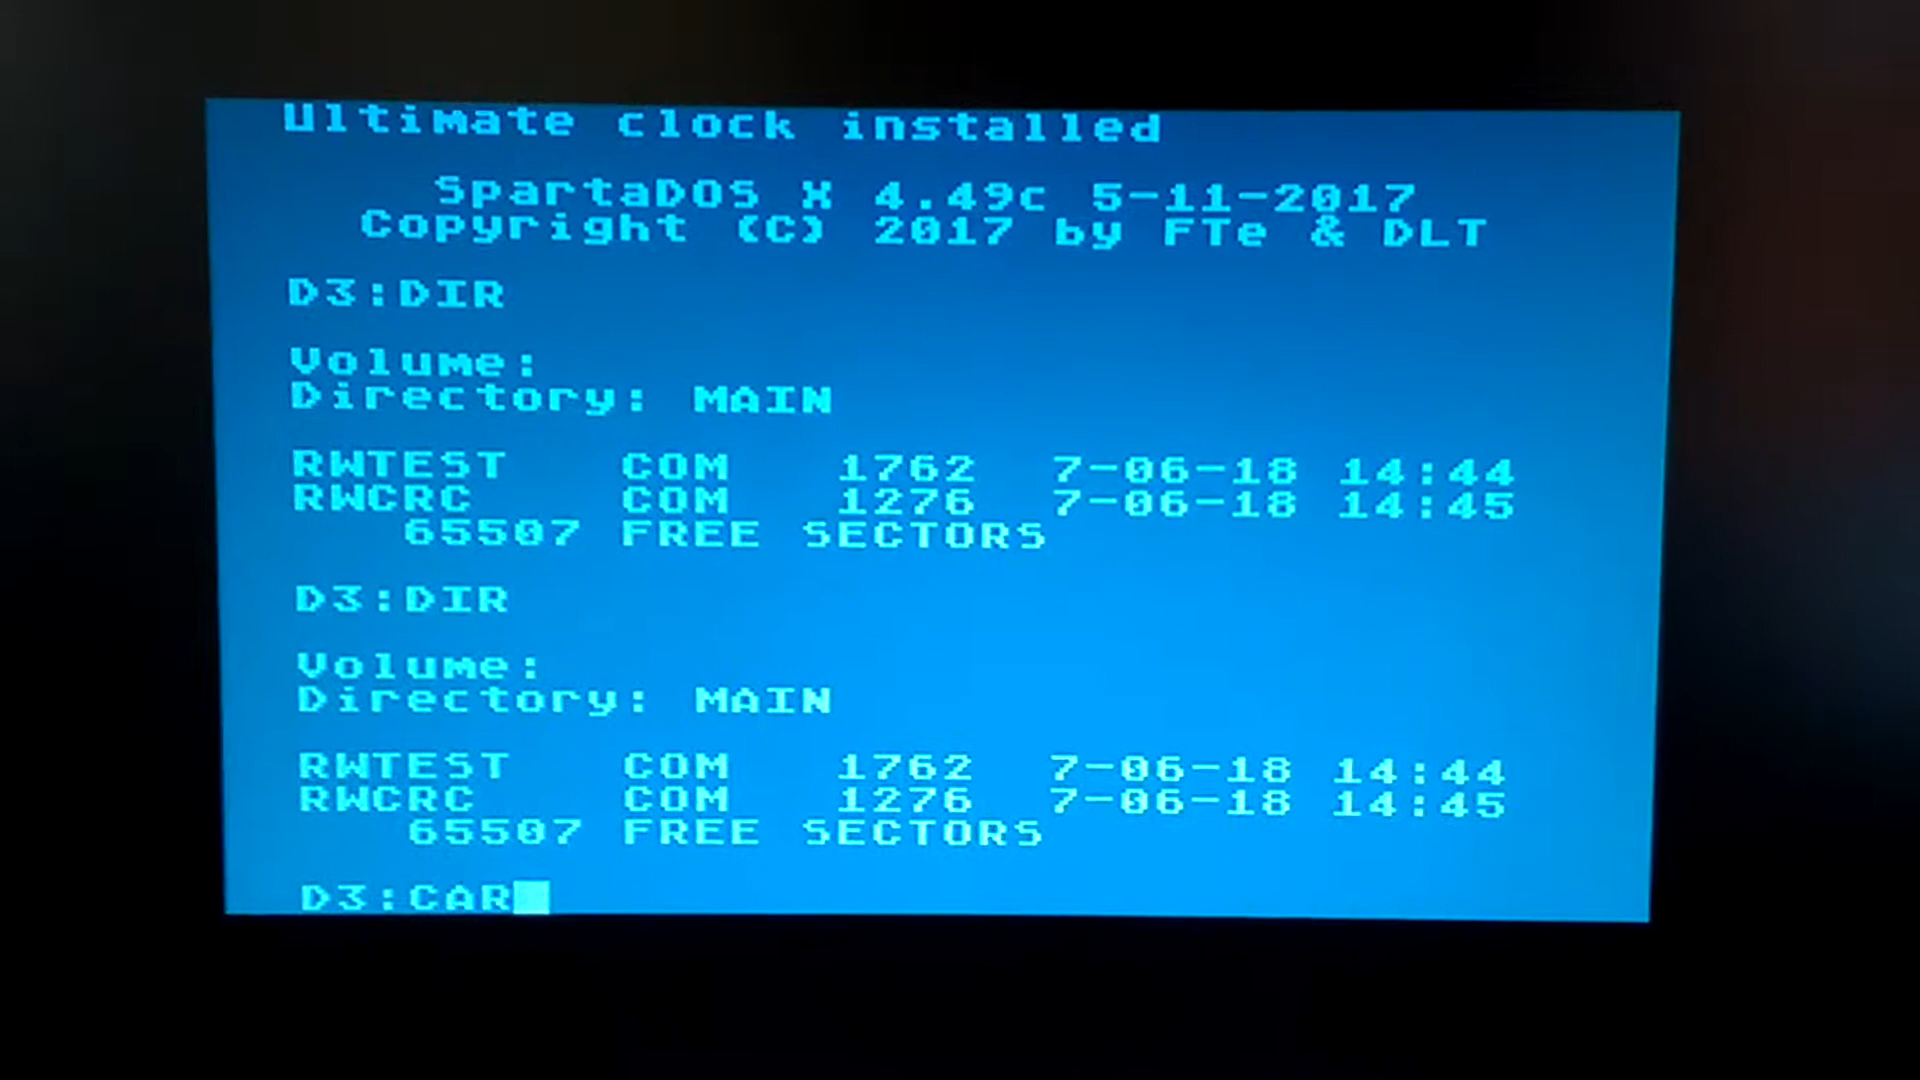 Ultimate clock installed
SpartaDOS X 4.49c 5-11-2017
Copyright (C) 2017 by FTe & DLT
D3:DIR
Volume:
Directory: MAIN
RWTEST COM 1762 7-06-18 14:44
RWCRC COM 1276 7-06-18 14:45
65507 FREE SECTORS
D3:DIR
Volume:
Directory: MAIN
RWTEST COM 1762 7-06-18 14:44
RWCRC COM 1276 7-06-18 14:45
65507 FREE SECTORS
D3:CAR